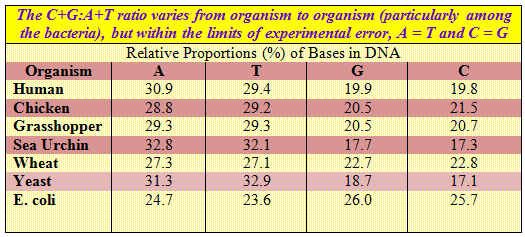 The C+G:A+T ratio varies from organism to organism (particularly among
the bacteria), but within the limits of experimental error, A = T and C = G
Relative Proportions (%) of Bases in DNA
Organism A T G C
Human 30.9 29.4 19.9 19.8
Chicken 28.8 29.2 20.5 21.5
Grasshopper 29.3 29.3 20.5 20.7
Sea Urchin 32.8 32.1 17.7 17.3
Wheat 27.3 27.1 22.7 22.8
Yeast 31.3 32.9 18.7 17.1
E. coli 24.7 23.6 26.0 25.7